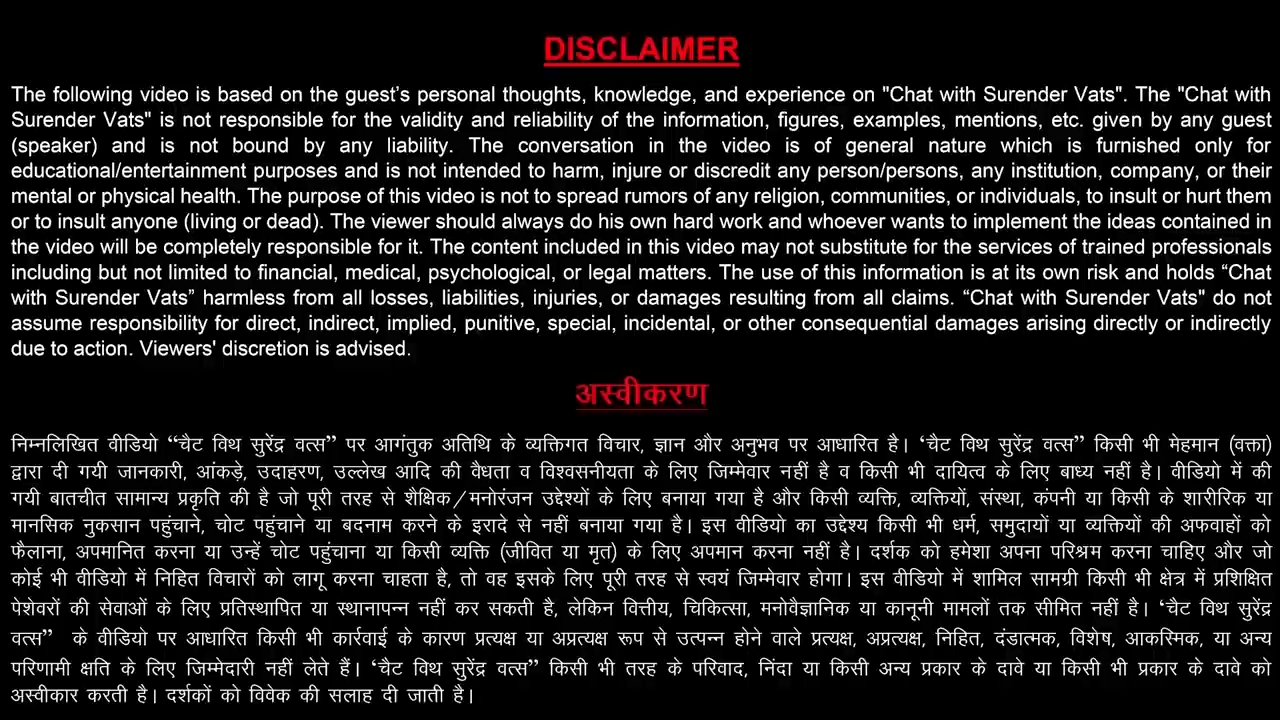 DISCLAIMER
The following video is based on the guest’s personal thoughts, knowledge, and experience on "Chat with Surender Vats". The "Chat with
Surender Vats" is not responsible for the validity and reliability of the information, figures, examples, mentions, etc. given by any guest
(speaker) and is not bound by any liability. The conversation in the video is of general nature which is furnished only for
educational/entertainment purposes and is not intended to harm, injure or discredit any person/persons, any institution, company, or their
mental or physical health. The purpose of this video is not to spread rumors of any religion, communities, or individuals, to insult or hurt them
or to insult anyone (living or dead). The viewer should always do his own hard work and whoever wants to implement the ideas contained in
the video will be completely responsible for it. The content included in this video may not substitute for the services of trained professionals
including but not limited to financial, medical, psychological, or legal matters. The use of this information is at its own risk and holds “Chat
with Surender Vats” harmless from all losses, liabilities, injuries, or damages resulting from all claims. “Chat with Surender Vats" do not
assume responsibility for direct, indirect, implied, punitive, special, incidental, or other consequential damages arising directly or indirectly
due to action. Viewers' discretion is advised.
अस्वीकरण
निम्नलिखित वीडियो “चैट विथ सुरेंद्र वत्स” पर आगंतुक अतिथि के व्यक्तिगत विचार, ज्ञान और अनुभव पर आधारित है। ‘चैट विथ सुरेंद्र वत्स” किसी भी मेहमान (वक्ता)
द्वारा दी गयी जानकारी, आंकड़े, उदाहरण, उल्लेख आदि की वैधता व विश्वसनीयता के लिए जिम्मेवार नहीं है व किसी भी दायित्व के लिए बाध्य नहीं है। वीडियो में की
गयी बातचीत सामान्य प्रकृति की है जो पूरी तरह से शैक्षिक/मनोरंजन उद्देश्यों के लिए बनाया गया है और किसी व्यक्ति, व्यक्तियों, संस्था, कंपनी या किसी के शारीरिक या
मानसिक नुकसान पहुंचाने, चोट पहुंचाने या बदनाम करने के इरादे से नहीं बनाया गया है। इस वीडियो का उद्देश्य किसी भी धर्म, समुदायों या व्यक्तियों की अफवाहों को
फैलाना, अपमानित करना या उन्हें चोट पहुंचाना या किसी व्यक्ति (जीवित या मृत) के लिए अपमान करना नहीं है। दर्शक को हमेशा अपना परिश्रम करना चाहिए और जो
कोई भी वीडियो में निहित विचारों को लागू करना चाहता है, तो वह इसके लिए पूरी तरह से स्वयं जिम्मेवार होगा। इस वीडियो में शामिल सामग्री किसी भी क्षेत्र में प्रशिक्षित
पेशेवरों की सेवाओं के लिए प्रतिस्थापित या स्थानापन्न नहीं कर सकती है, लेकिन वित्तीय, चिकित्सा, मनोवैज्ञानिक या कानूनी मामलों तक सीमित नहीं है। ‘चैट विथ सुरेंद्र
वत्स” के वीडियो पर आधारित किसी भी कार्रवाई के कारण प्रत्यक्ष या अप्रत्यक्ष रूप से उत्पन्न होने वाले प्रत्यक्ष, अप्रत्यक्ष, निहित, दंडात्मक, विशेष, आकस्मिक, या अन्य
परिणामी क्षति के लिए जिम्मेदारी नहीं लेते हैं। ‘चैट विथ सुरेंद्र वत्स” किसी भी तरह के परिवाद, निंदा या किसी अन्य प्रकार के दावे या किसी भी प्रकार के दावे को
अस्वीकार करती है। दर्शकों को विवेक की सलाह दी जाती है।